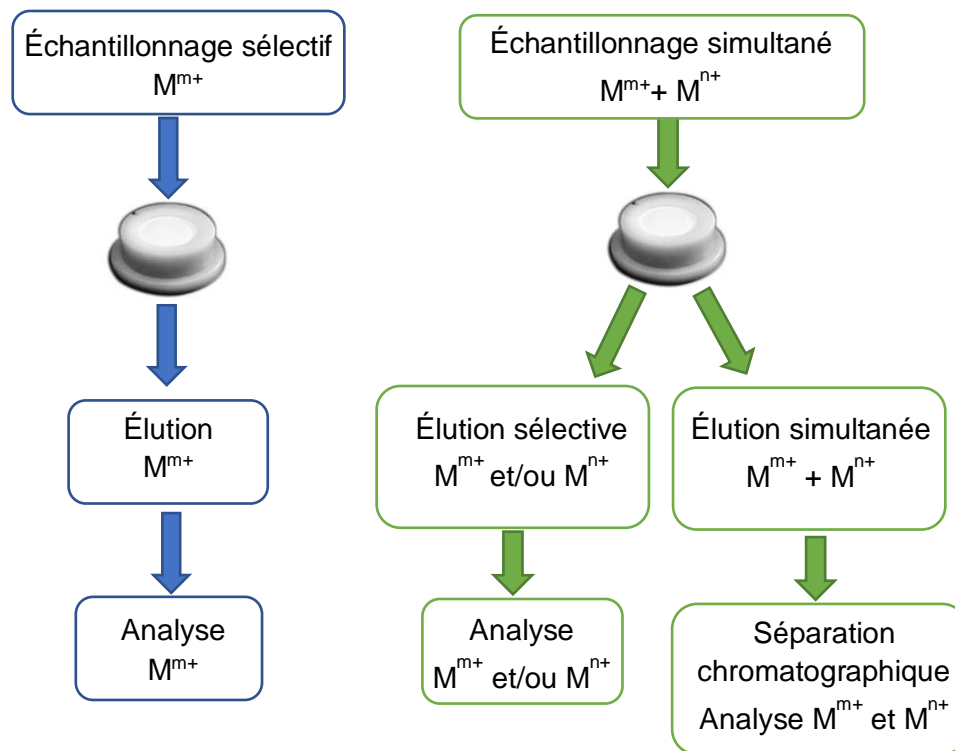 Échantillonnage sélectif
Mᵐ⁺
Échantillonnage simultané
Mᵐ⁺+ Mⁿ⁺
Élution
Mᵐ⁺
Élution sélective
Mᵐ⁺ et/ou Mⁿ⁺
Élution simultanée
Mᵐ⁺ + Mⁿ⁺
Analyse
Mᵐ⁺
Analyse
Mᵐ⁺ et/ou Mⁿ⁺
Séparation
chromatographique
Analyse Mᵐ⁺ et Mⁿ⁺